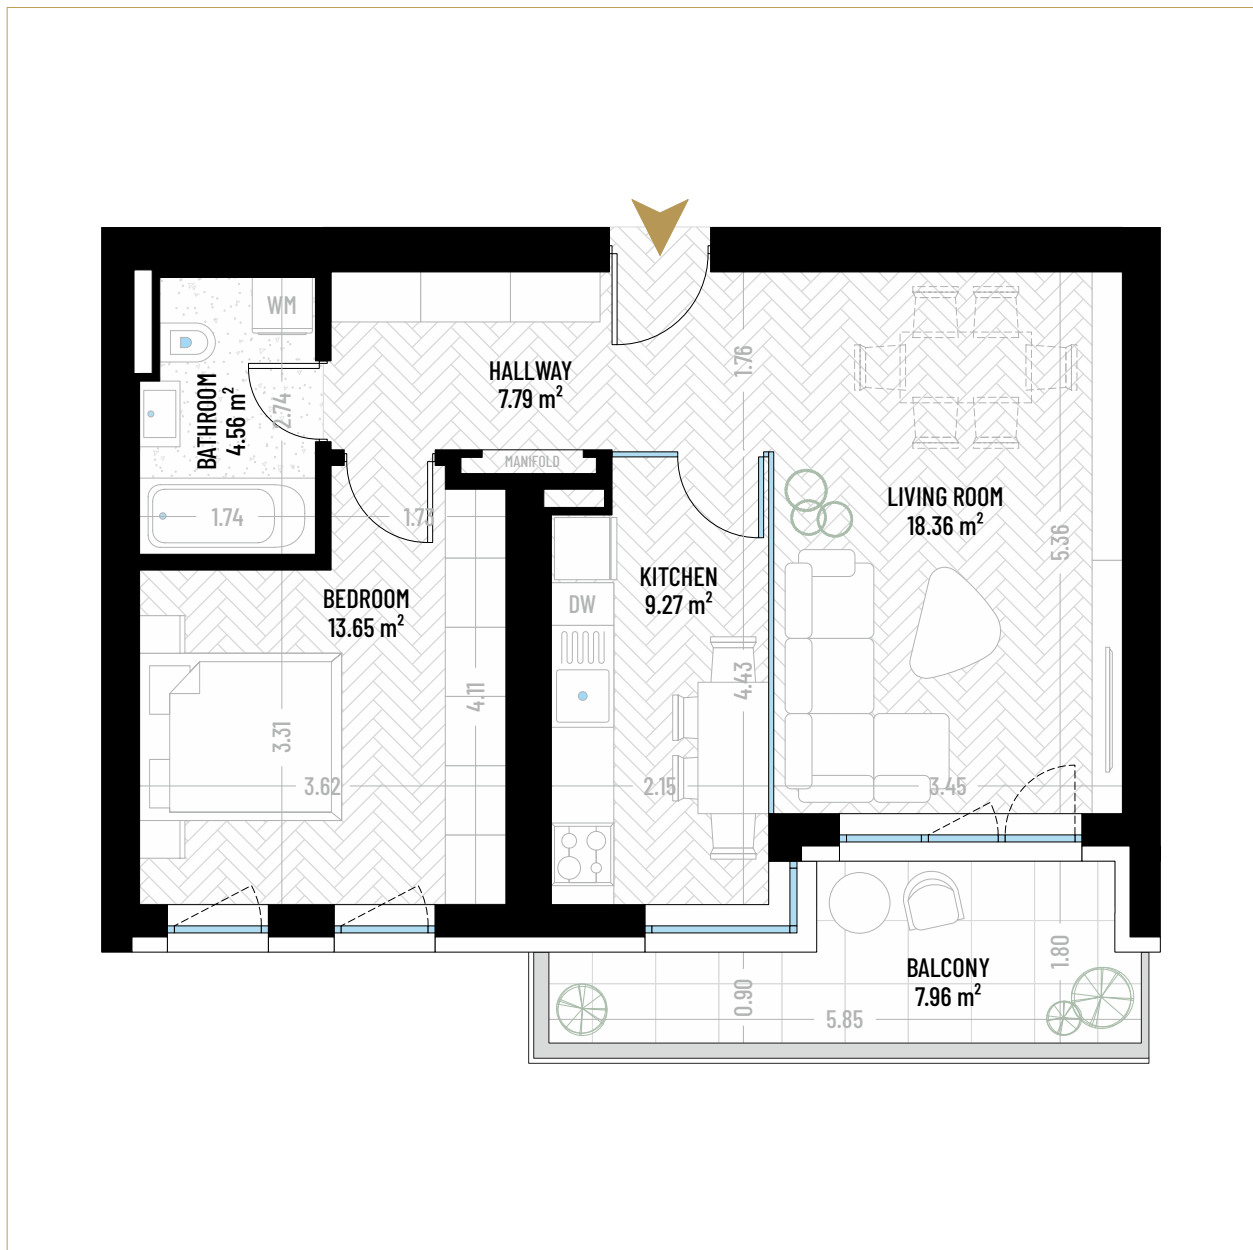 WM
HALLWAY
7.79 m²
1.76
BATHROOM
4.56 m²
2.74
MANIFOLD
LIVING ROOM
18.36 m²
1.74
1.73
5.36
KITCHEN
9.27 m²
DW
BEDROOM
13.65 m²
4.43
4.11
3.31
3.62
2.15
3.45
1.80
BALCONY
7.96 m²
0.90
5.85